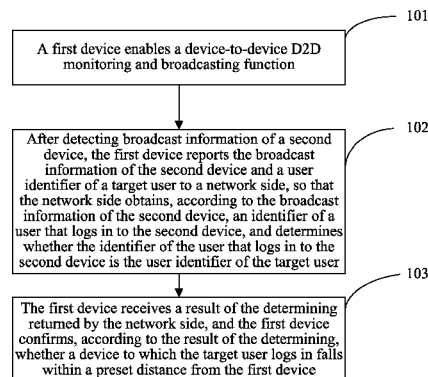 101
A first device enables a device-to-device D2D
monitoring and broadcasting function
102
After detecting broadcast information of a second
device, the first device reports the broadcast
information of the second device and a user
identifier of a target user to a network side, so that
the network side obtains, according to the broadcast
information of the second device, an identifier of a
user that logs in to the second device, and determines
whether the identifier of the user that logs in to the
second device is the user identifier of the target user
103
The first device receives a result of the determining
returned by the network side, and the first device
confirms, according to the result of the determining,
whether a device to which the target user logs in falls
within a preset distance from the first device